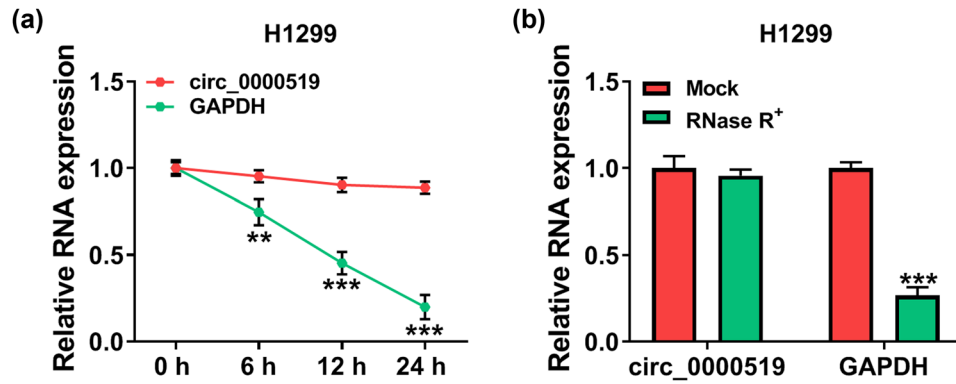 (a)
H1299
Relative RNA expression
1.5
1.0
0.5
0.0
circ_0000519
GAPDH
**
***
***
0 h 6 h 12 h 24 h
(b)
H1299
Relative RNA expression
1.5
1.0
0.5
0.0
Mock
RNase R⁺
***
circ_0000519 GAPDH